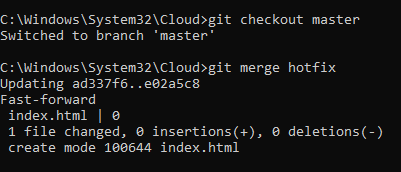 C:\Windows\System32\Cloud>git checkout master
Switched to branch 'master'
C:\Windows\System32\Cloud>git merge hotfix
Updating ad337f6..e02a5c8
Fast-forward
 index.html | 0
 1 file changed, 0 insertions(+), 0 deletions(-)
 create mode 100644 index.html